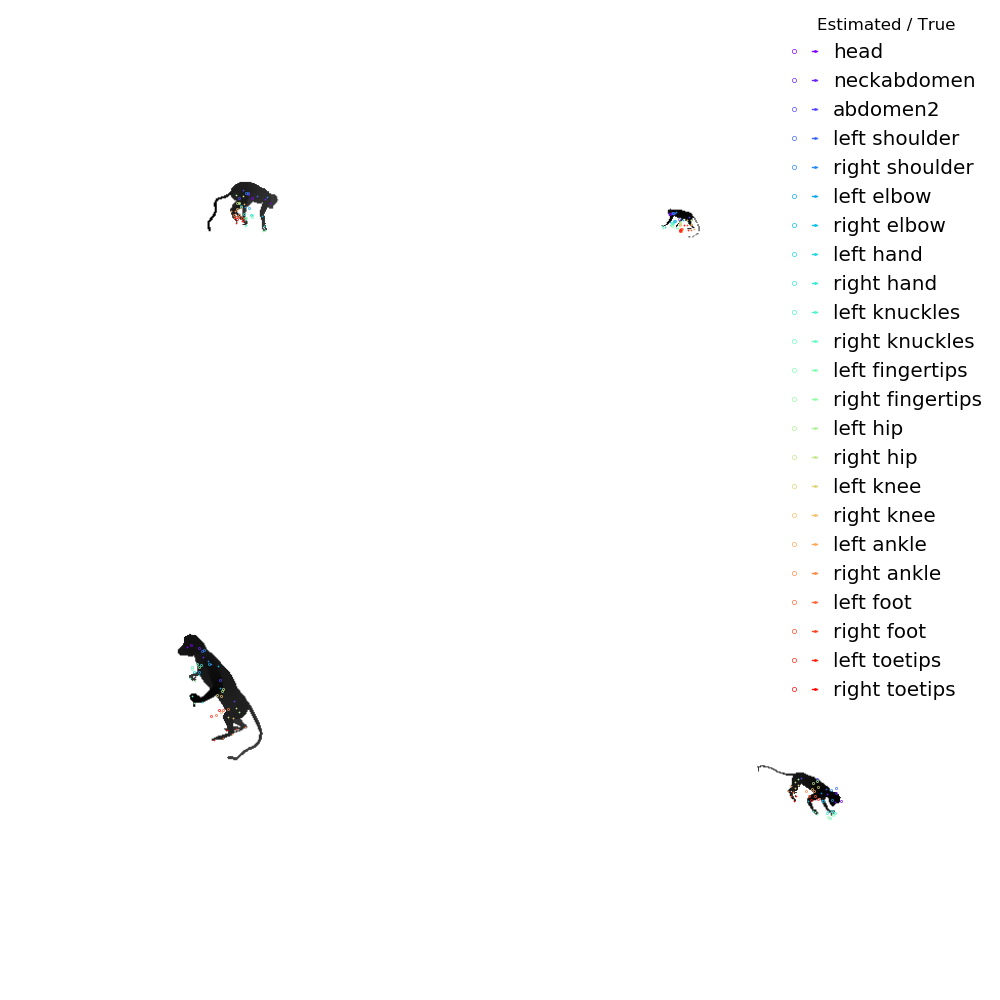 Estimated / True
head
neckabdomen
abdomen2
left shoulder
right shoulder
left elbow
right elbow
left hand
right hand
left knuckles
right knuckles
left fingertips
right fingertips
left hip
right hip
left knee
right knee
left ankle
right ankle
left foot
right foot
left toetips
right toetips